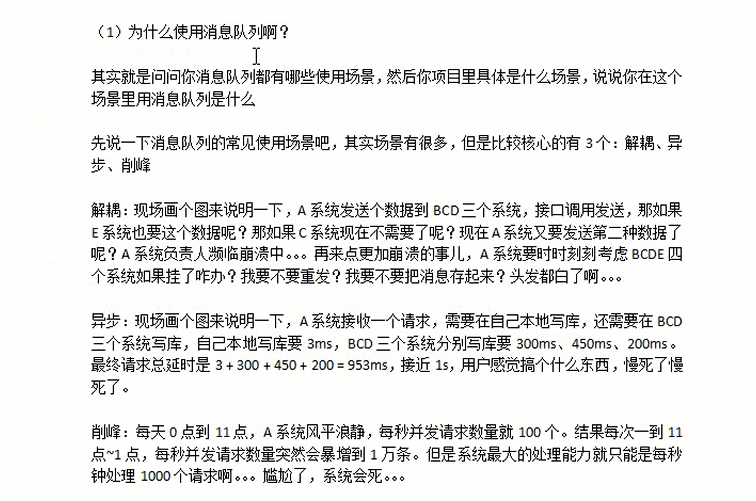 （1）为什么使用消息队列啊？
其实就是问问你消息队列都有哪些使用场景，然后你项目里具体是什么场景，说说你在这个
场景里用消息队列是什么
先说一下消息队列的常见使用场景吧，其实场景有很多，但是比较核心的有 3 个：解耦、异
步、削峰
解耦：现场画个图来说明一下，A 系统发送个数据到 BCD 三个系统，接口调用发送，那如果
E 系统也要这个数据呢？那如果 C 系统现在不需要了呢？现在 A 系统又要发送第二种数据了
呢？A 系统负责人濒临崩溃中。。。再来点更加崩溃的事儿，A 系统要时时刻刻考虑 BCDE 四
个系统如果挂了咋办？我要不要重发？我要不要把消息存起来？头发都白了啊。。。
异步：现场画个图来说明一下，A 系统接收一个请求，需要在自己本地写库，还需要在 BCD
三个系统写库，自己本地写库要 3ms，BCD 三个系统分别写库要 300ms、450ms、200ms。
最终请求总延时是 3 + 300 + 450 + 200 = 953ms，接近 1s，用户感觉搞个什么东西，慢死了慢
死了。
削峰：每天 0 点到 11 点，A 系统风平浪静，每秒并发请求数量就 100 个。结果每次一到 11
点~1 点，每秒并发请求数量突然会暴增到 1 万条。但是系统最大的处理能力就只能是每秒
钟处理 1000 个请求啊。。。尴尬了，系统会死。。。